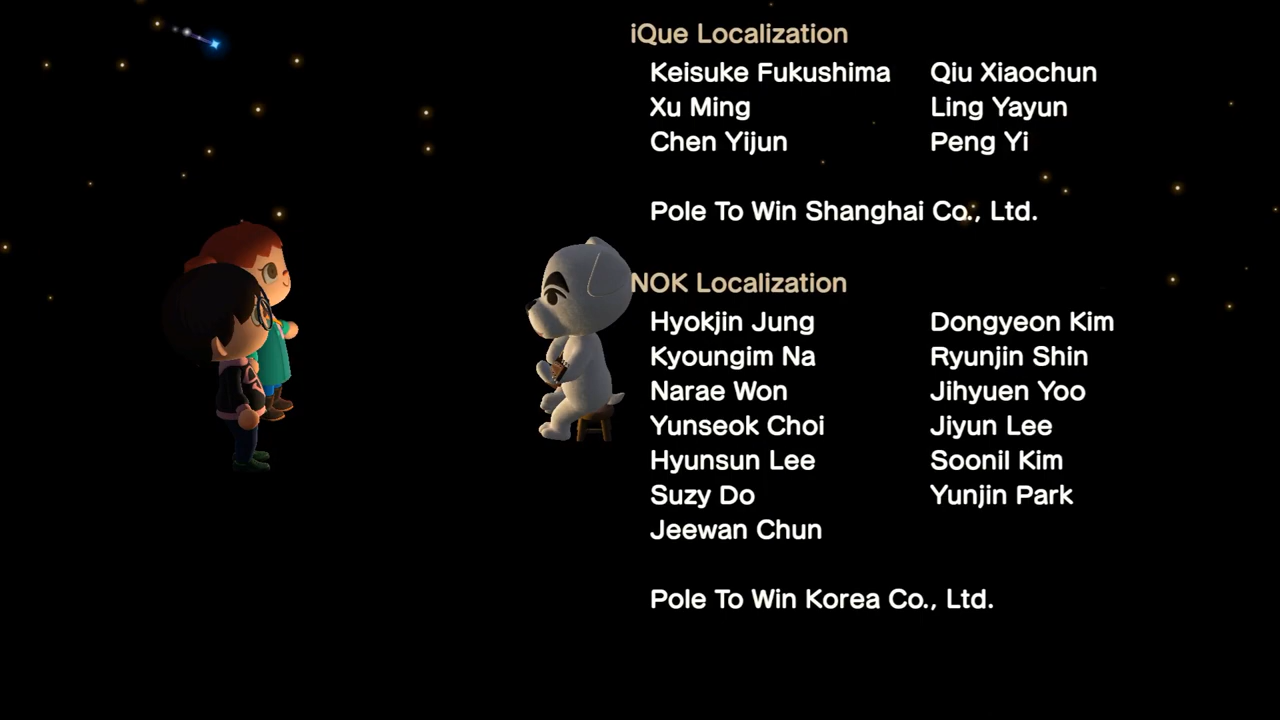 iQue Localization
Keisuke Fukushima Qiu Xiaochun
Xu Ming Ling Yayun
Chen Yijun Peng Yi
Pole To Win Shanghai Co., Ltd.
NOK Localization
Hyokjin Jung Dongyeon Kim
Kyoungim Na Ryunjin Shin
Narae Won Jihyuen Yoo
Yunseok Choi Jiyun Lee
Hyunsun Lee Soonil Kim
Suzy Do Yunjin Park
Jeewan Chun
Pole To Win Korea Co., Ltd.